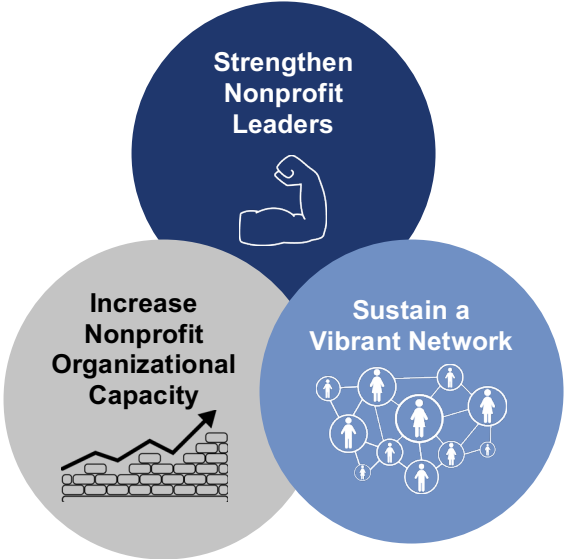 Strengthen
Nonprofit
Leaders
Increase
Nonprofit
Organizational
Capacity
Sustain a
Vibrant Network